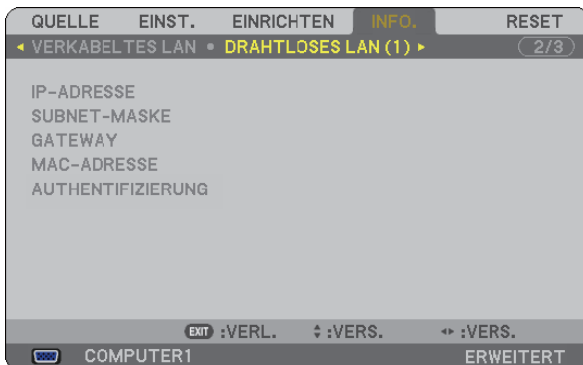 QUELLE EINST. EINRICHTEN INFO. RESET
◂ VERKABELTES LAN • DRAHTLOSES LAN (1) ▸ 2/3
IP-ADRESSE
SUBNET-MASKE
GATEWAY
MAC-ADRESSE
AUTHENTIFIZIERUNG
EXIT :VERL. :VERS. :VERS.
COMPUTER1 ERWEITERT